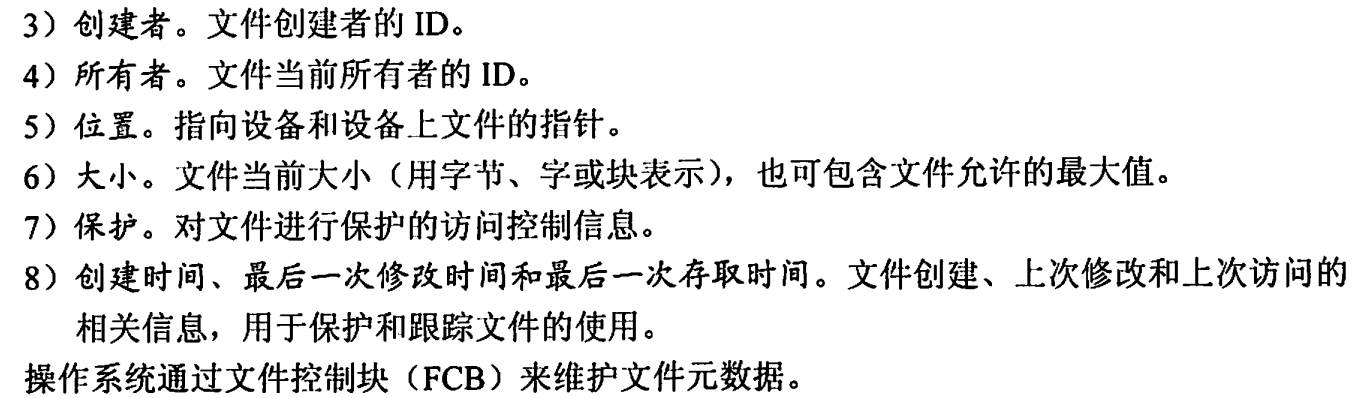 3）创建者。文件创建者的 ID。
4）所有者。文件当前所有者的 ID。
5）位置。指向设备和设备上文件的指针。
6）大小。文件当前大小（用字节、字或块表示），也可包含文件允许的最大值。
7）保护。对文件进行保护的访问控制信息。
8）创建时间、最后一次修改时间和最后一次存取时间。文件创建、上次修改和上次访问的
相关信息，用于保护和跟踪文件的使用。
操作系统通过文件控制块（FCB）来维护文件元数据。